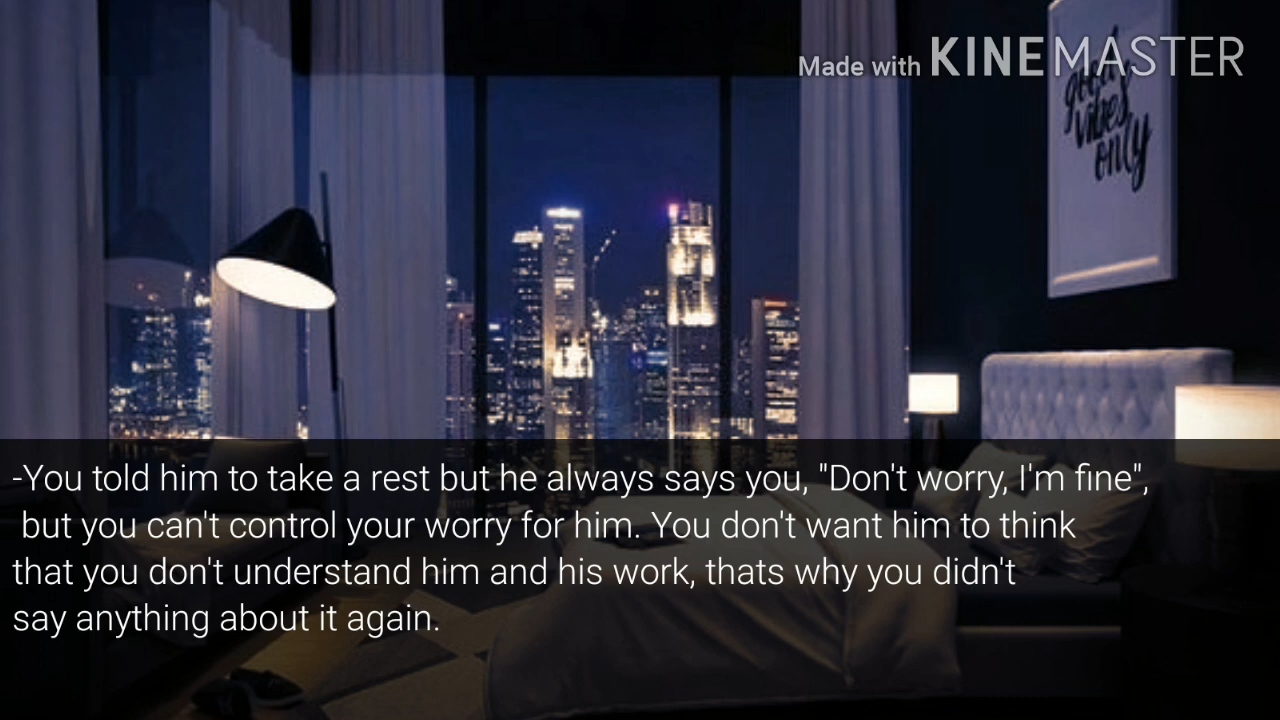 Made with KINEMASTER
good
vibes
only
-You told him to take a rest but he always says you, "Don't worry, I'm fine",
but you can't control your worry for him. You don't want him to think
that you don't understand him and his work, thats why you didn't
say anything about it again.